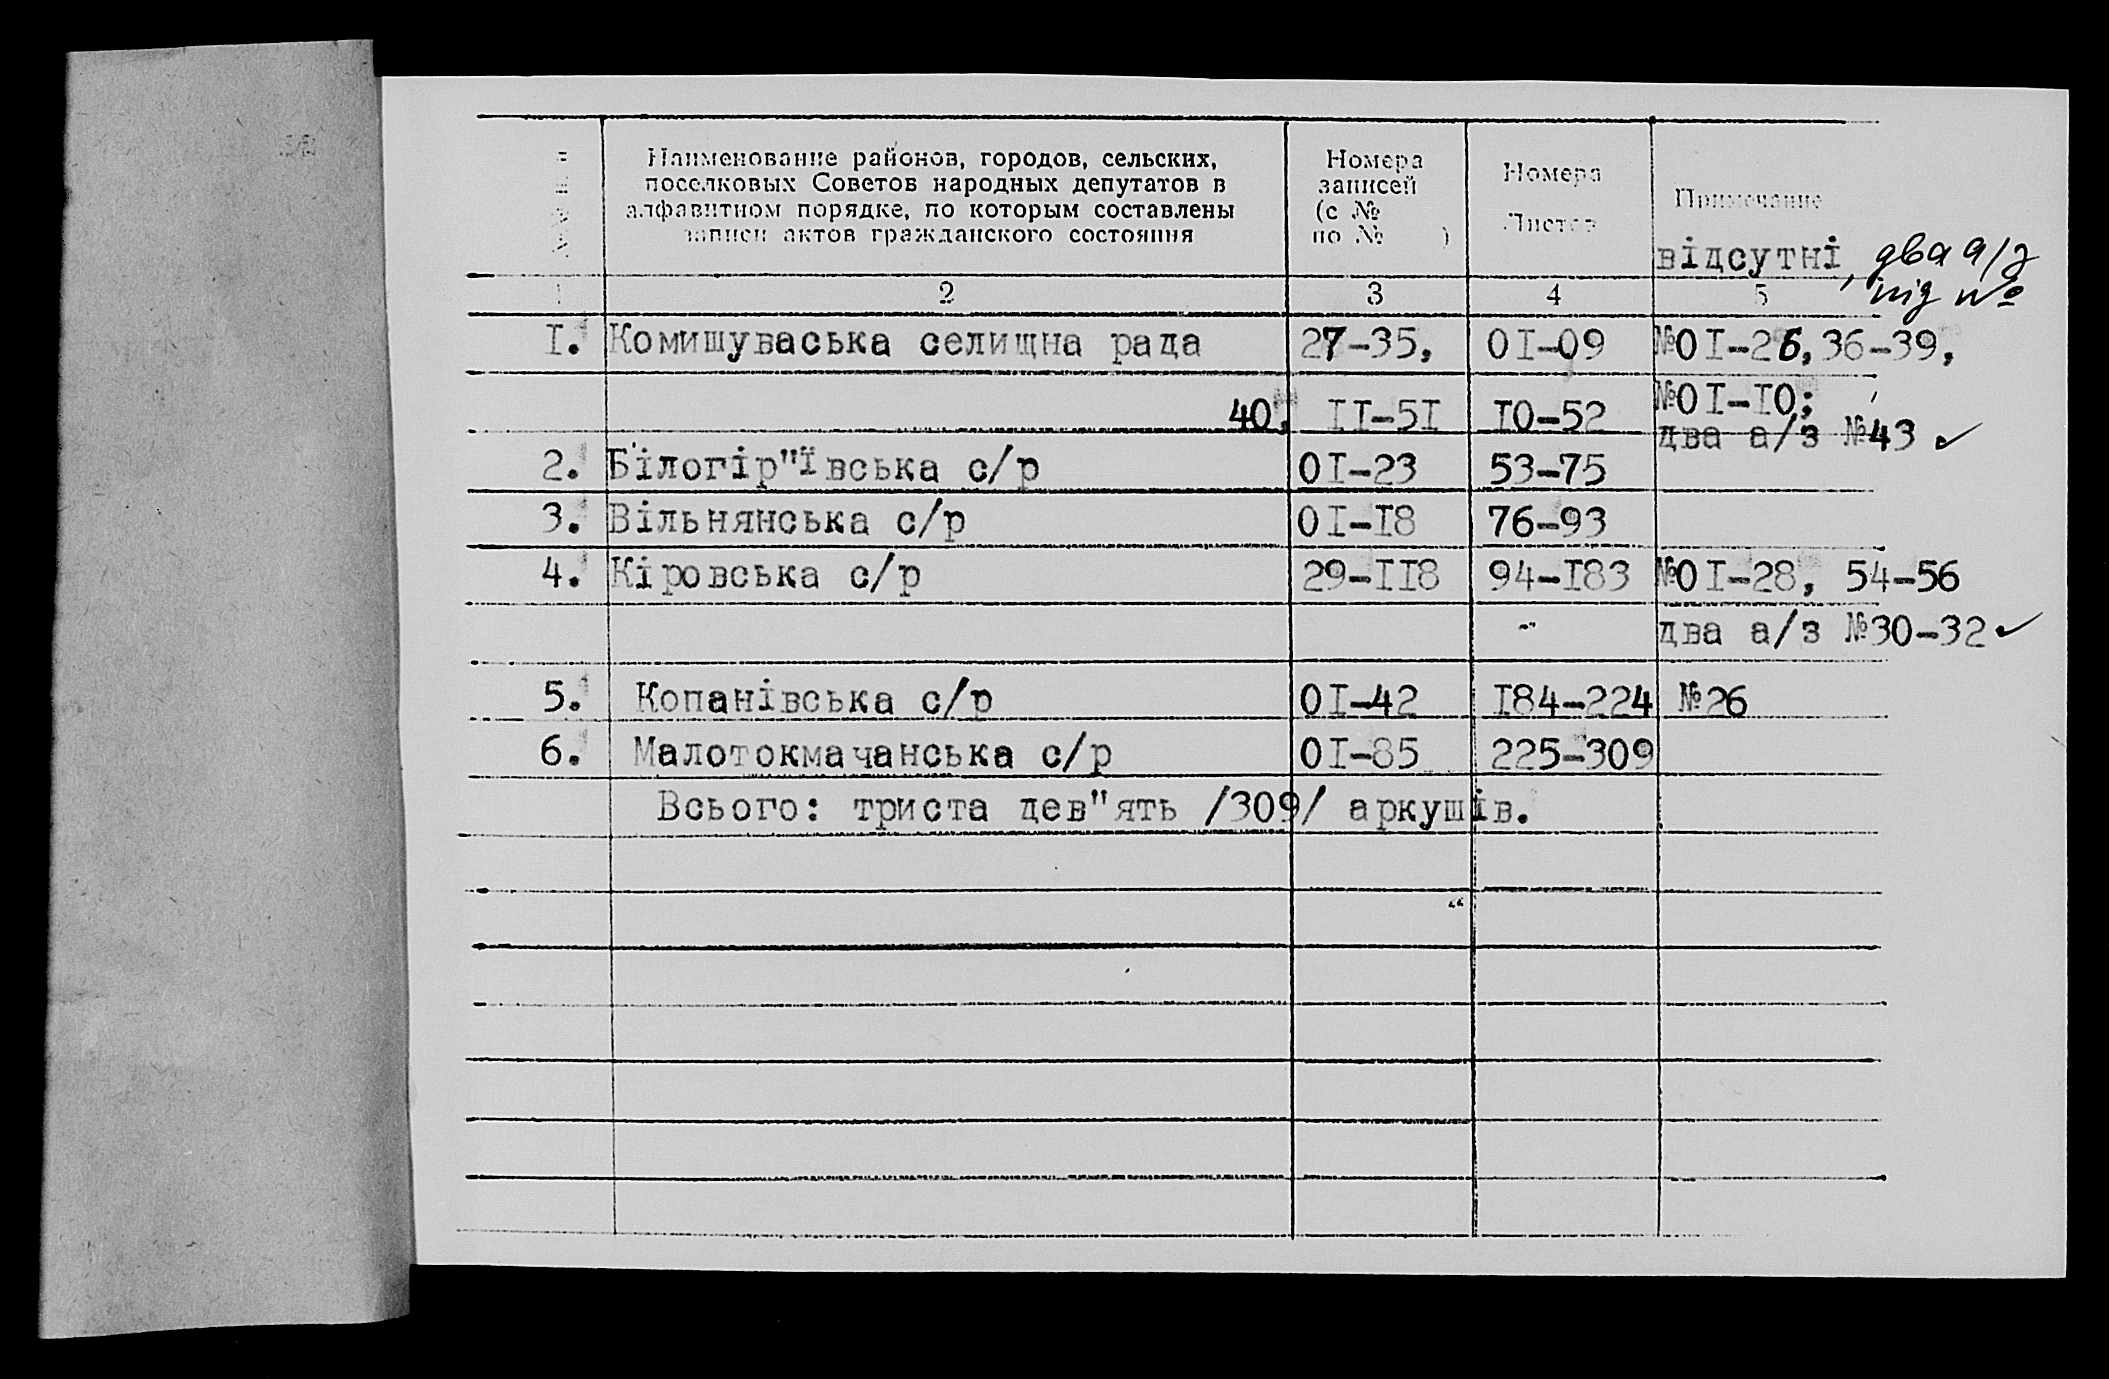 Наименование районов, городов, сельских,
поселковых Советов народных депутатов в
алфавитном порядке, по которым составлены
записи актов гражданского состояния
Номера
записей
(с №
по № )
Номера
Листов
Примечание
відсутні, два а/з
під №
2 3 4 5
I. Комишуваська селищна рада 27-35, 0I-09 №0I-26, 36-39,
40, II-5I I0-52 №0I-I0;
два а/з №43 ✓
2. Білогір"ївська с/р 0I-23 53-75
3. Вільнянська с/р 0I-I8 76-93
4. Кіровська с/р 29-II8 94-I83 №0I-28, 54-56
два а/з №30-32 ✓
5. Копанівська с/р 0I-42 I84-224 №26
6. Малотокмачанська с/р 0I-85 225-309
Всього: триста дев"ять /309/ аркушів.